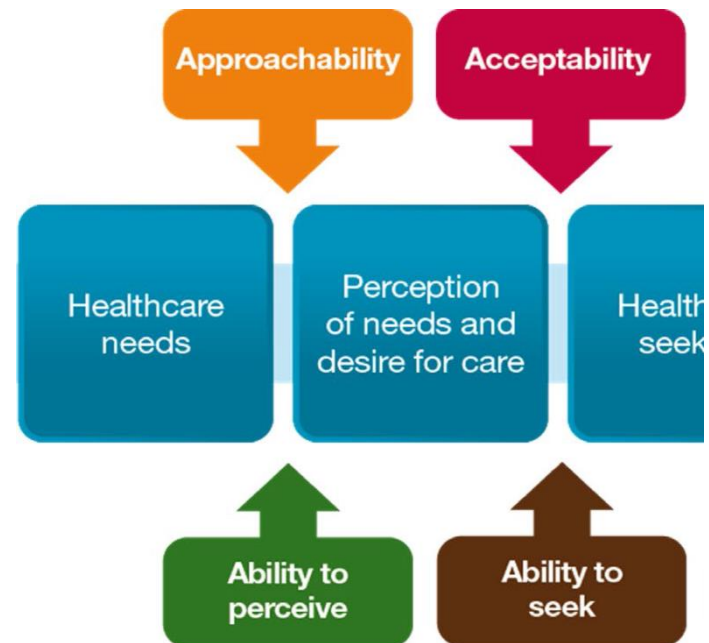 Approachability
Acceptability
Healthcare
needs
Perception
of needs and
desire for care
Ability to
perceive
Ability to
seek